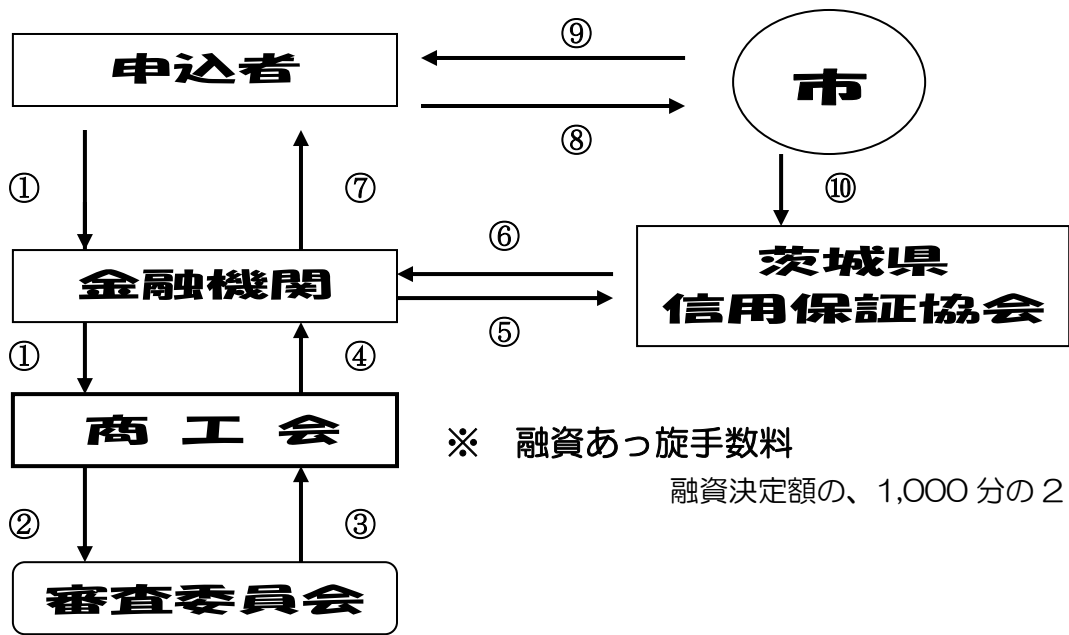 ⑨
申込者
市
⑧
①
⑦
⑩
⑥
茨城県
金融機関
信用保証協会
⑤
①
④
商 工 会
※ 融資あっ旋手数料
融資決定額の、1,000 分の 2
②
③
審査委員会